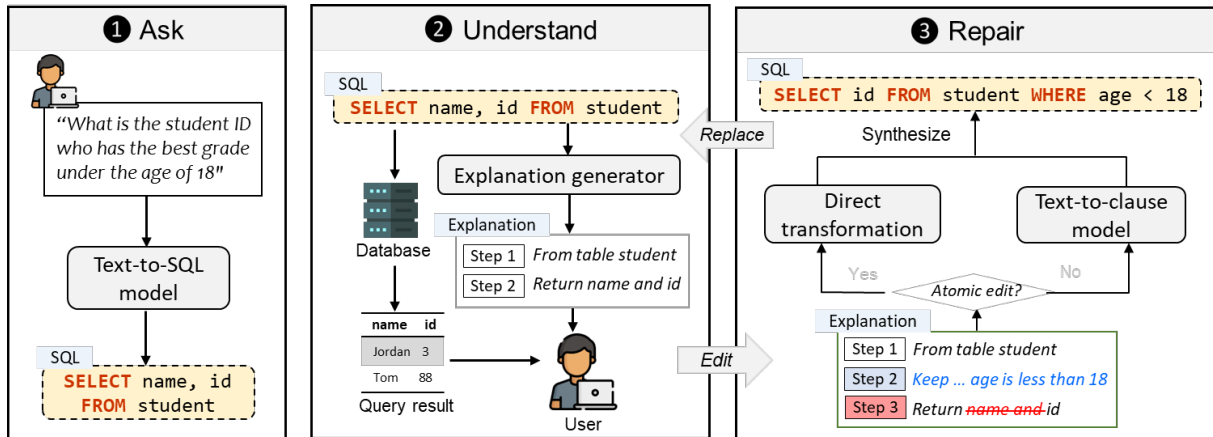 ❶ Ask
“What is the student ID
who has the best grade
under the age of 18"
Text-to-SQL
model
SQL
SELECT name, id
FROM student
❷ Understand
SQL
SELECT name, id FROM student
Explanation generator
Database
Explanation
Step 1 From table student
Step 2 Return name and id
name id
Jordan 3
Tom 88
Query result
User
Replace
Edit
❸ Repair
SQL
SELECT id FROM student WHERE age < 18
Synthesize
Direct
transformation
Text-to-clause
model
Yes
No
Atomic edit?
Explanation
Step 1 From table student
Step 2 Keep ... age is less than 18
Step 3 Return name and id